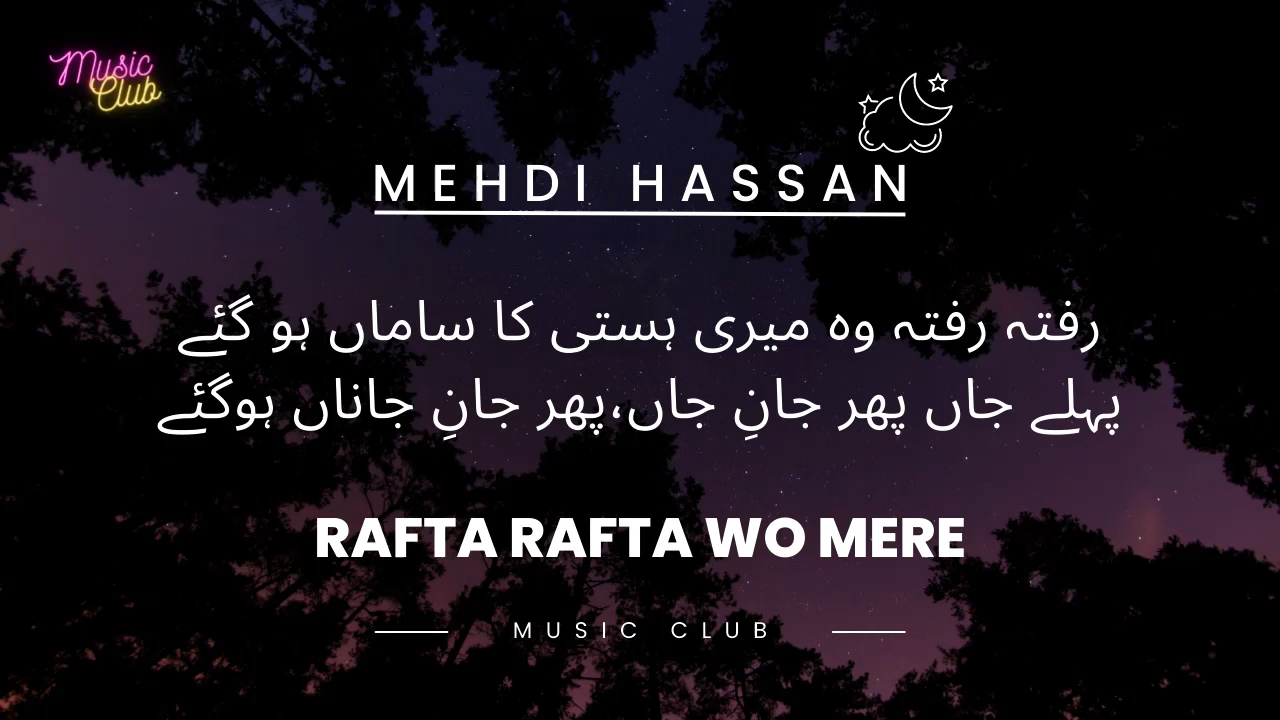 Music
Club
MEHDI HASSAN
رفتہ رفتہ وہ میری ہستی کا ساماں ہو گئے
پہلے جاں پھر جانِ جاں،پھر جانِ جاناں ہوگئے
RAFTA RAFTA WO MERE
MUSIC CLUB